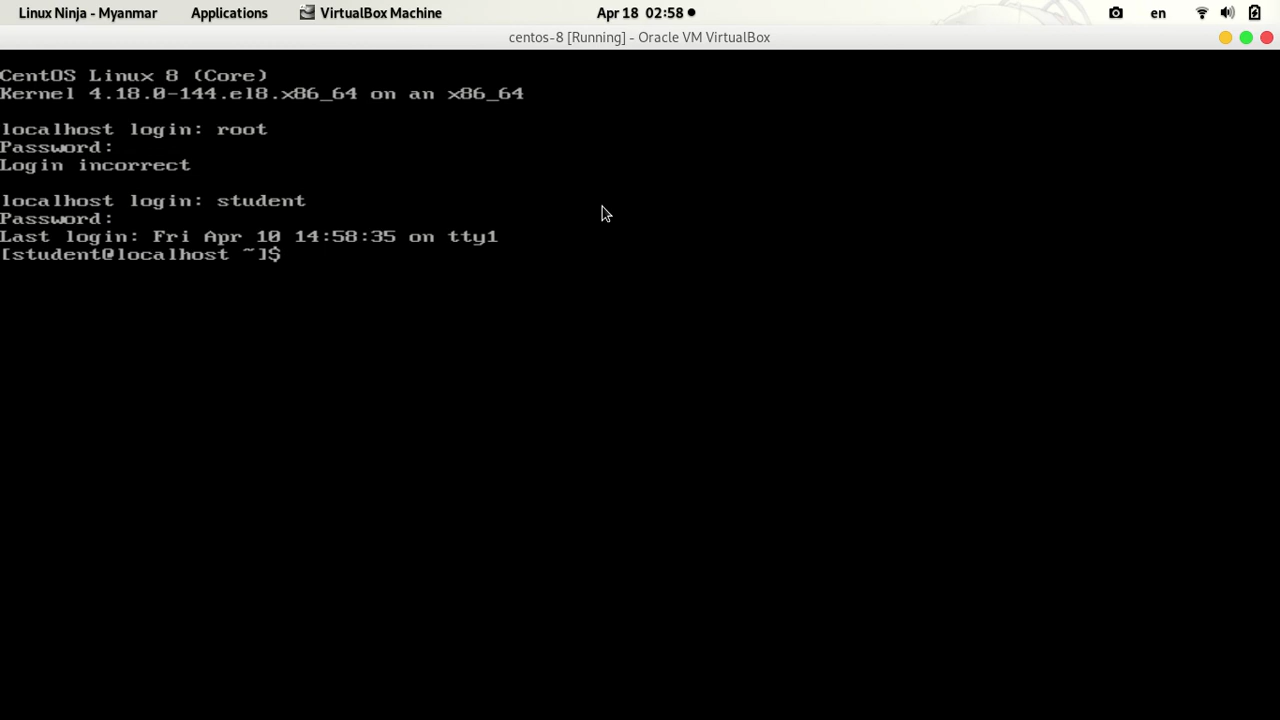 Linux Ninja - Myanmar Applications VirtualBox Machine Apr 18 02:58 en
centos-8 [Running] - Oracle VM VirtualBox
CentOS Linux 8 (Core)
Kernel 4.18.0-144.el8.x86_64 on an x86_64
localhost login: root
Password:
Login incorrect
localhost login: student
Password:
Last login: Fri Apr 10 14:58:35 on tty1
[student@localhost ~]$